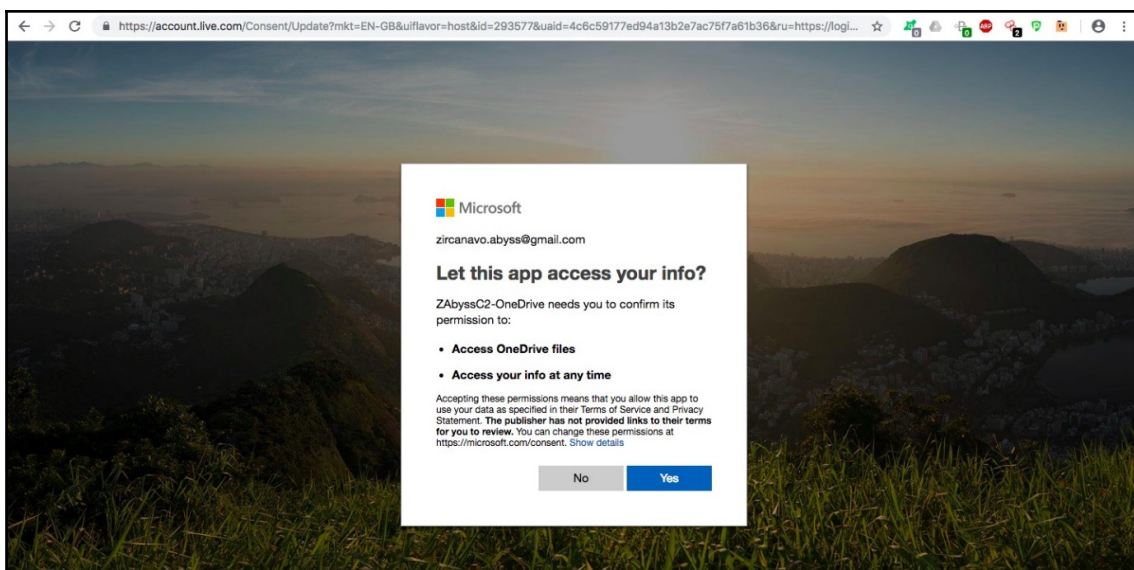 https://account.live.com/Consent/Update?mkt=EN-GB&uiflavor=host&id=293577&uaid=4c6c59177ed94a13b2e7ac75f7a61b36&ru=https://logi...
0
0
ABP
2
Microsoft
zircanavo.abyss@gmail.com
Let this app access your info?
ZAbyssC2-OneDrive needs you to confirm its
permission to:
• Access OneDrive files
• Access your info at any time
Accepting these permissions means that you allow this app to
use your data as specified in their Terms of Service and Privacy
Statement. The publisher has not provided links to their terms
for you to review. You can change these permissions at
https://microsoft.com/consent. Show details
No
Yes